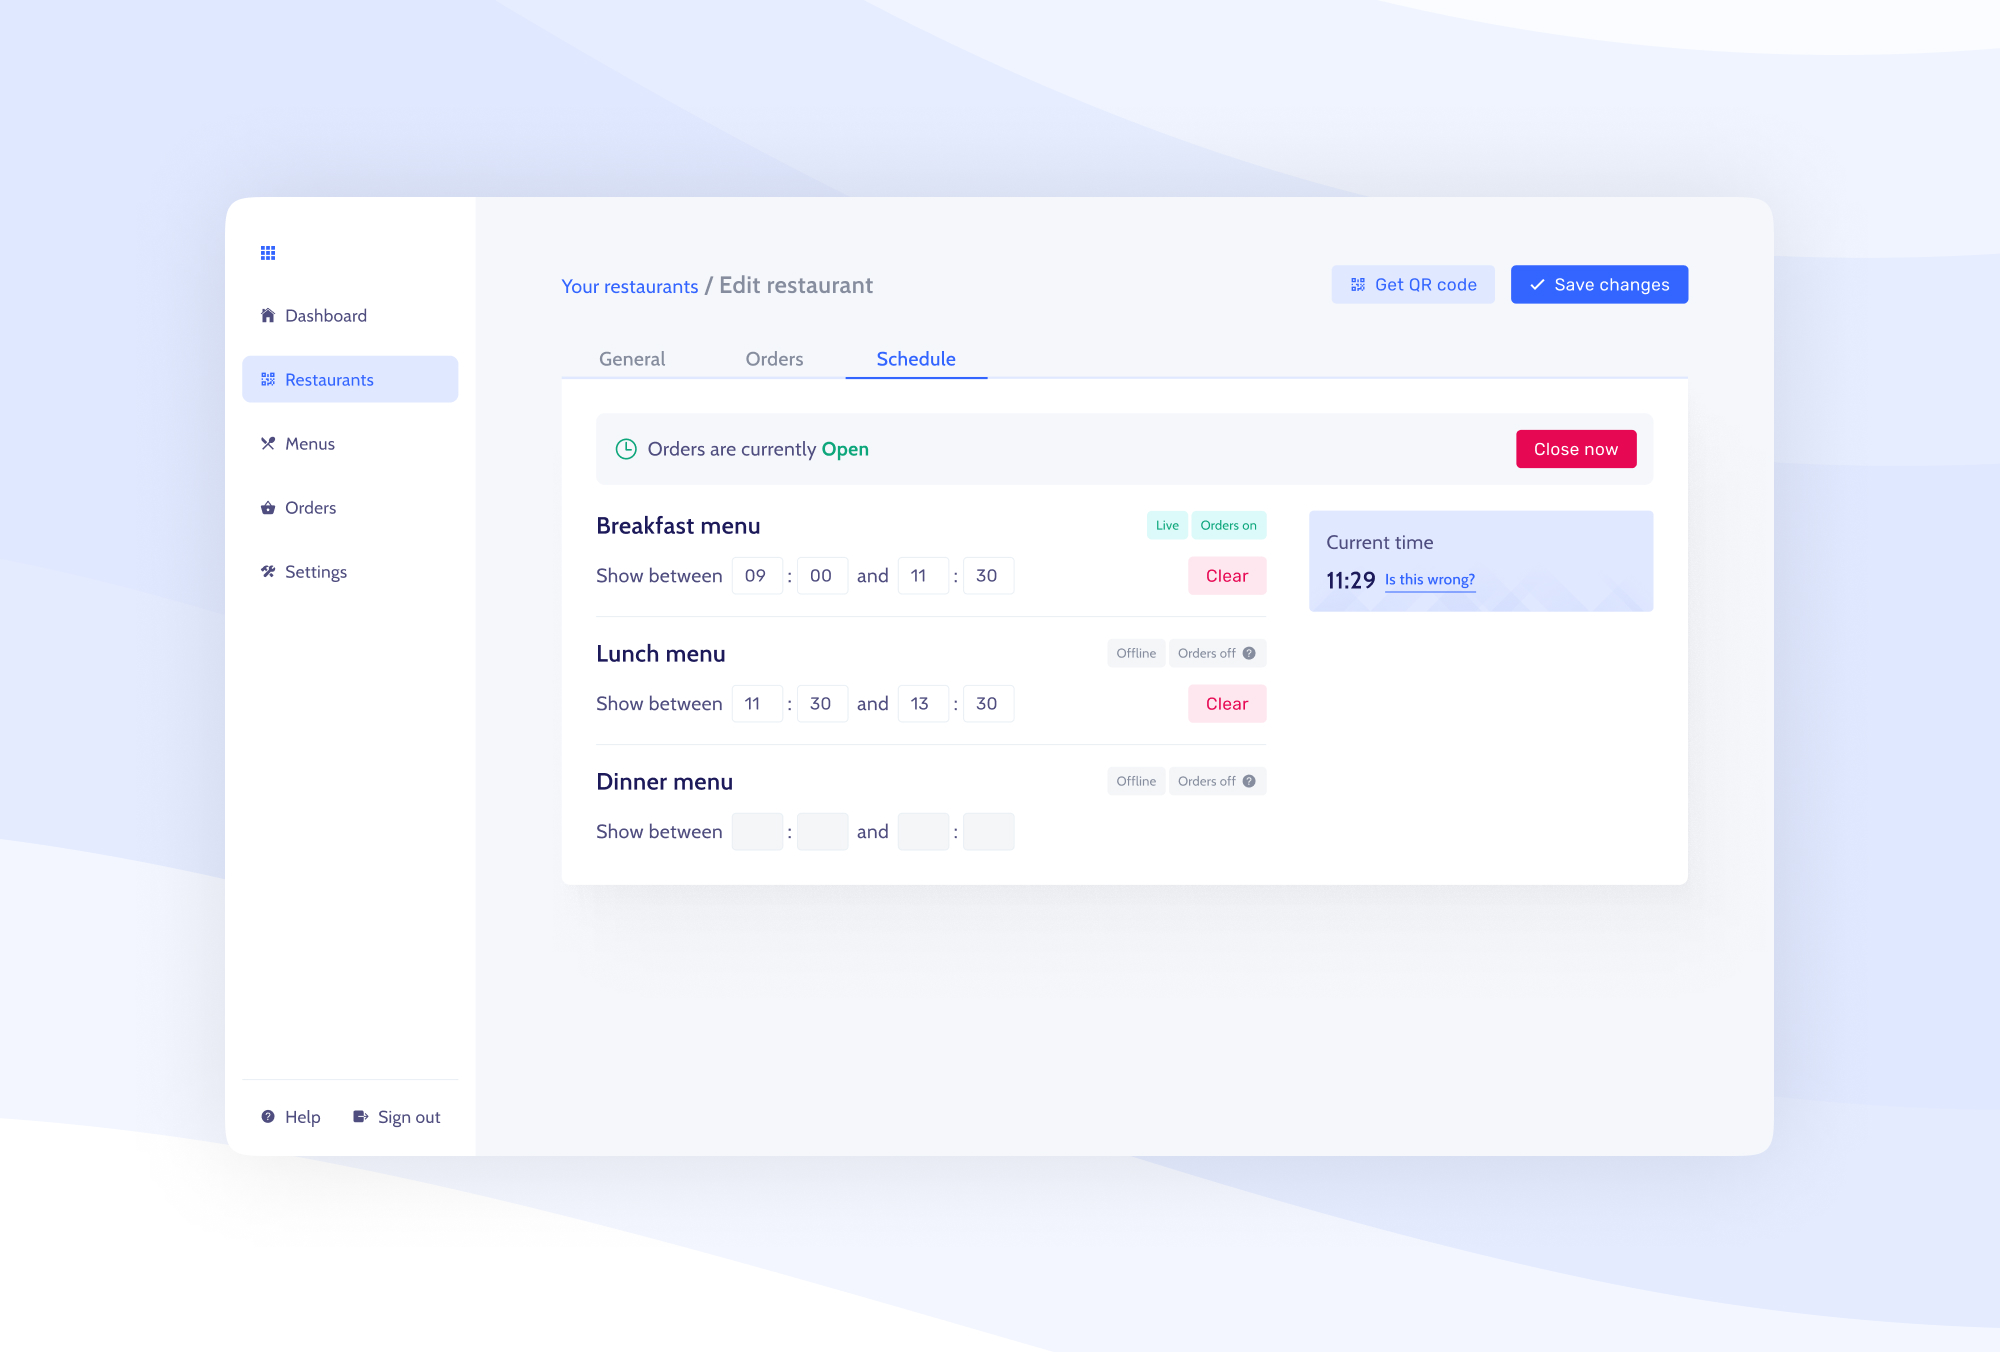 Dashboard
Restaurants
Menus
Orders
Settings
Help
Sign out
Your restaurants / Edit restaurant
Get QR code
Save changes
General
Orders
Schedule
Orders are currently Open
Close now
Breakfast menu
Live
Orders on
Show between 09 : 00 and 11 : 30
Clear
Lunch menu
Offline
Orders off ?
Show between 11 : 30 and 13 : 30
Clear
Dinner menu
Offline
Orders off ?
Show between : and :
Current time
11:29 Is this wrong?